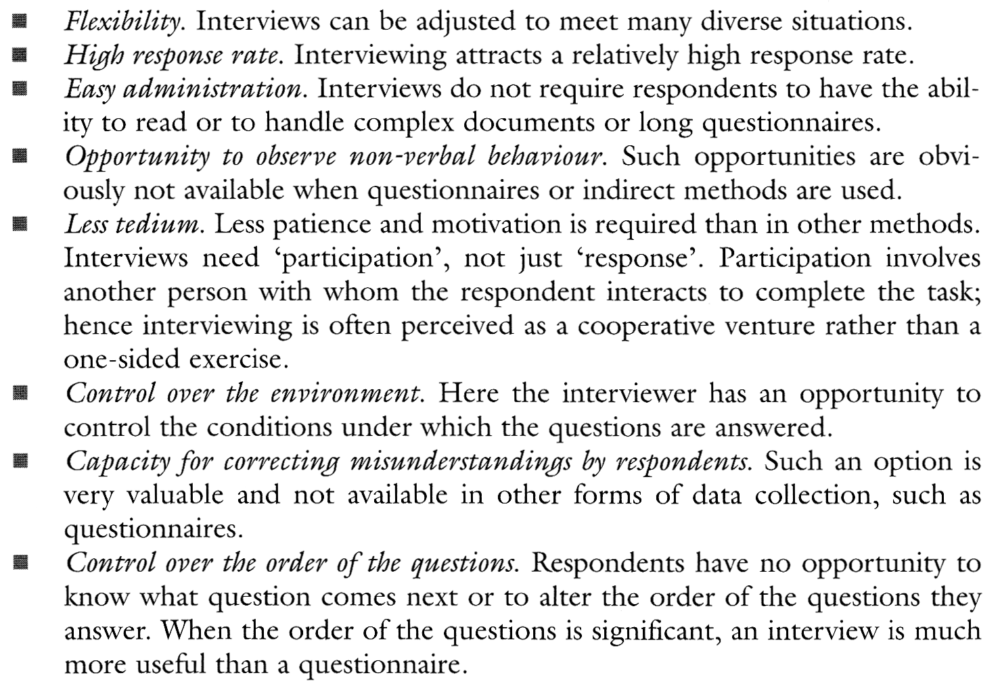 ■ Flexibility. Interviews can be adjusted to meet many diverse situations.
■ High response rate. Interviewing attracts a relatively high response rate.
■ Easy administration. Interviews do not require respondents to have the abil-
ity to read or to handle complex documents or long questionnaires.
■ Opportunity to observe non-verbal behaviour. Such opportunities are obvi-
ously not available when questionnaires or indirect methods are used.
■ Less tedium. Less patience and motivation is required than in other methods.
Interviews need ‘participation’, not just ‘response’. Participation involves
another person with whom the respondent interacts to complete the task;
hence interviewing is often perceived as a cooperative venture rather than a
one-sided exercise.
■ Control over the environment. Here the interviewer has an opportunity to
control the conditions under which the questions are answered.
■ Capacity for correcting misunderstandings by respondents. Such an option is
very valuable and not available in other forms of data collection, such as
questionnaires.
■ Control over the order of the questions. Respondents have no opportunity to
know what question comes next or to alter the order of the questions they
answer. When the order of the questions is significant, an interview is much
more useful than a questionnaire.